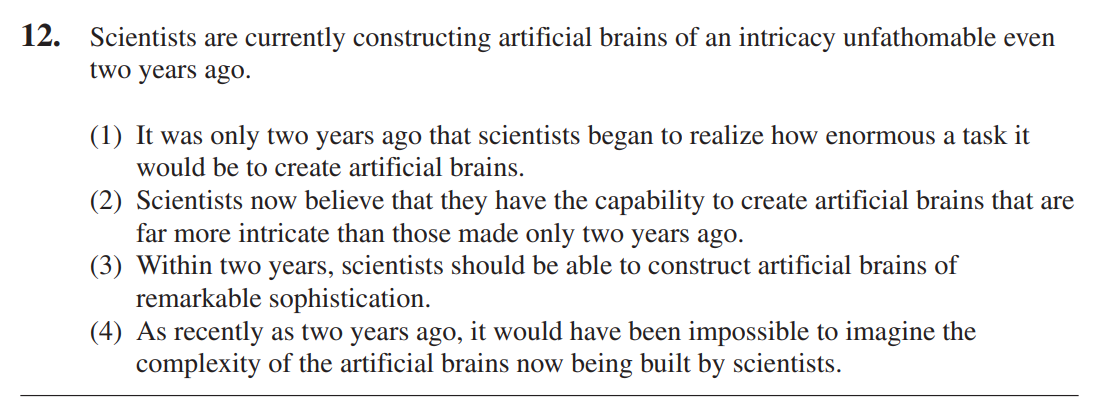 12. Scientists are currently constructing artificial brains of an intricacy unfathomable even
two years ago.
(1) It was only two years ago that scientists began to realize how enormous a task it
would be to create artificial brains.
(2) Scientists now believe that they have the capability to create artificial brains that are
far more intricate than those made only two years ago.
(3) Within two years, scientists should be able to construct artificial brains of
remarkable sophistication.
(4) As recently as two years ago, it would have been impossible to imagine the
complexity of the artificial brains now being built by scientists.